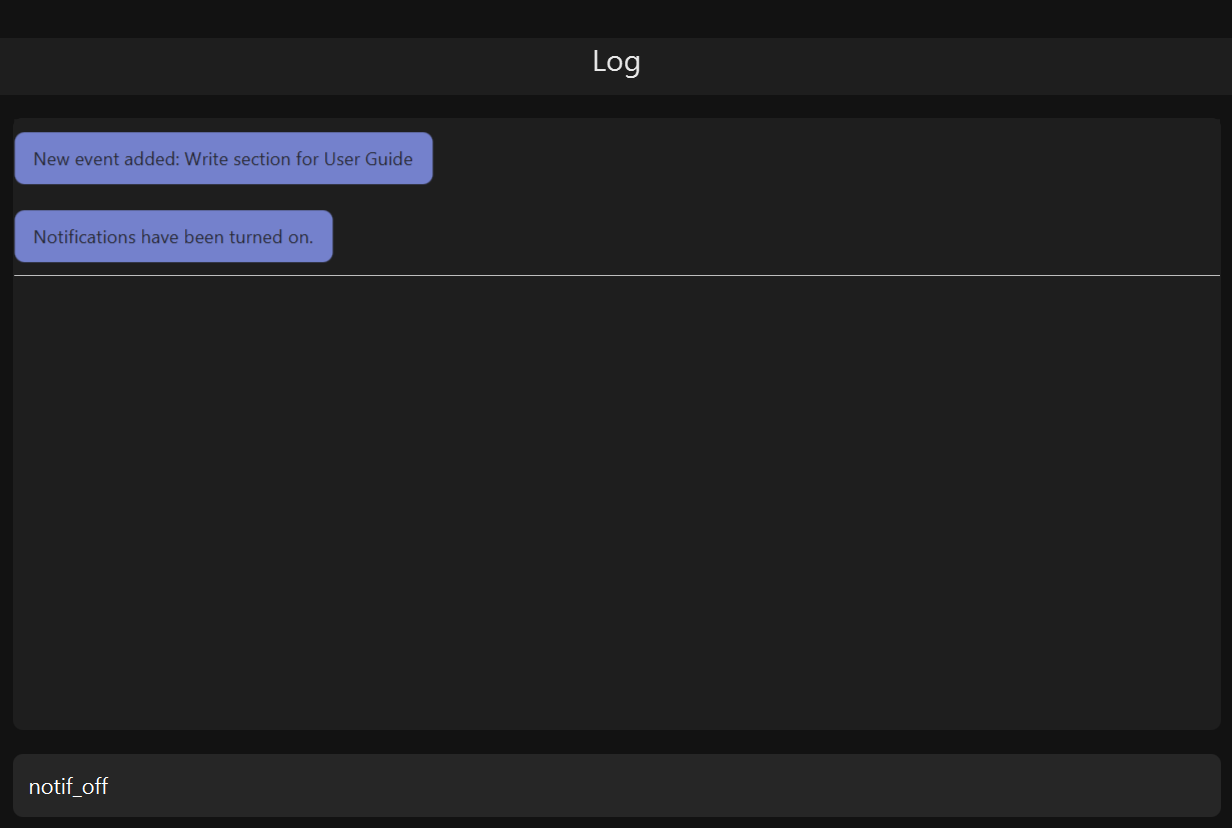 Log
New event added: Write section for User Guide
Notifications have been turned on.
notif_off